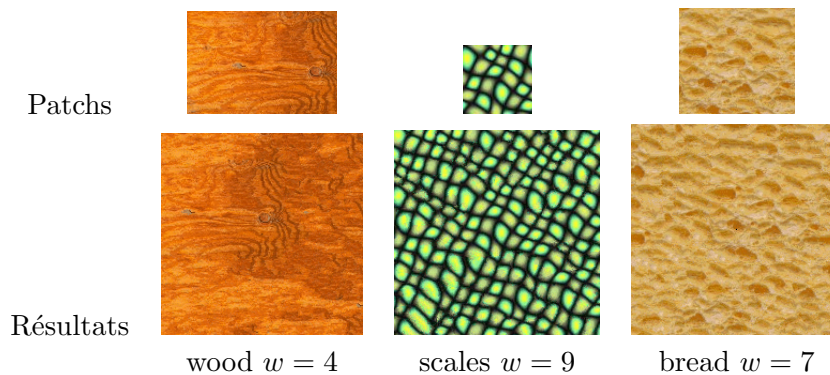 Patchs
Résultats
wood w = 4
scales w = 9
bread w = 7